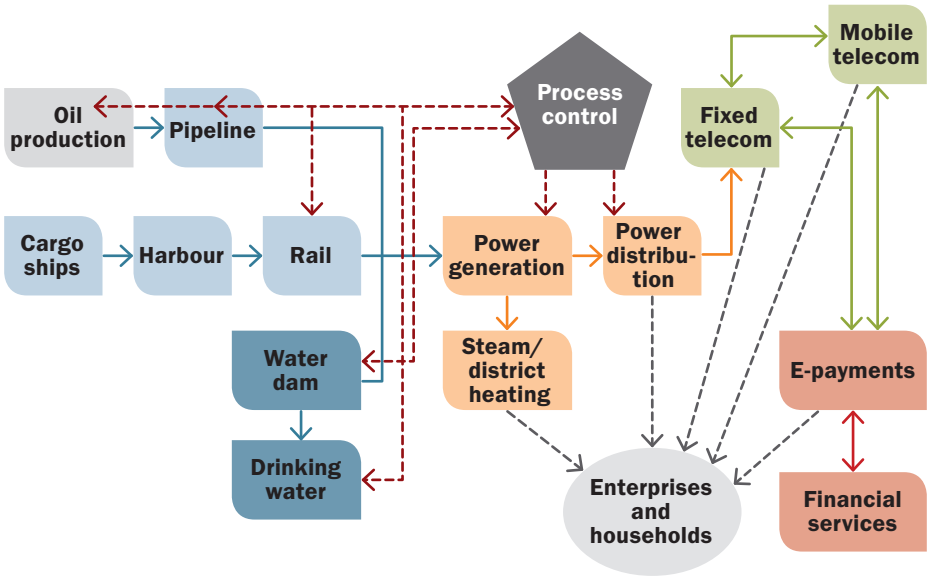 Mobile
telecom
Process
control
Fixed
telecom
Oil
production
Pipeline
Cargo
ships
Harbour
Rail
Power
generation
Power
distribu-
tion
Water
dam
Steam/
district
heating
E-payments
Drinking
water
Enterprises
and
households
Financial
services